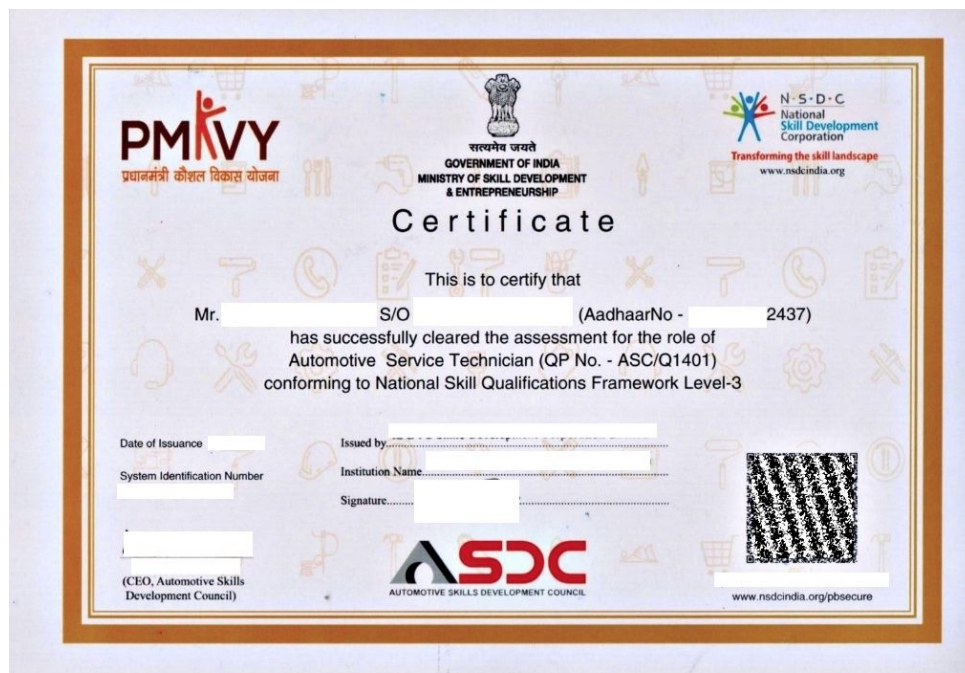 PMKVY
प्रधानमंत्री कौशल विकास योजना
सत्यमेव जयते
GOVERNMENT OF INDIA
MINISTRY OF SKILL DEVELOPMENT
& ENTREPRENEURSHIP
N·S·D·C
National
Skill Development
Corporation
Transforming the skill landscape
www.nsdcindia.org
Certificate
This is to certify that
Mr. S/O (AadhaarNo - 2437)
has successfully cleared the assessment for the role of
Automotive Service Technician (QP No. - ASC/Q1401)
conforming to National Skill Qualifications Framework Level-3
Date of Issuance
System Identification Number
Issued by
Institution Name
Signature
(CEO, Automotive Skills
Development Council)
ASDC
AUTOMOTIVE SKILLS DEVELOPMENT COUNCIL
www.nsdcindia.org/pbsecure